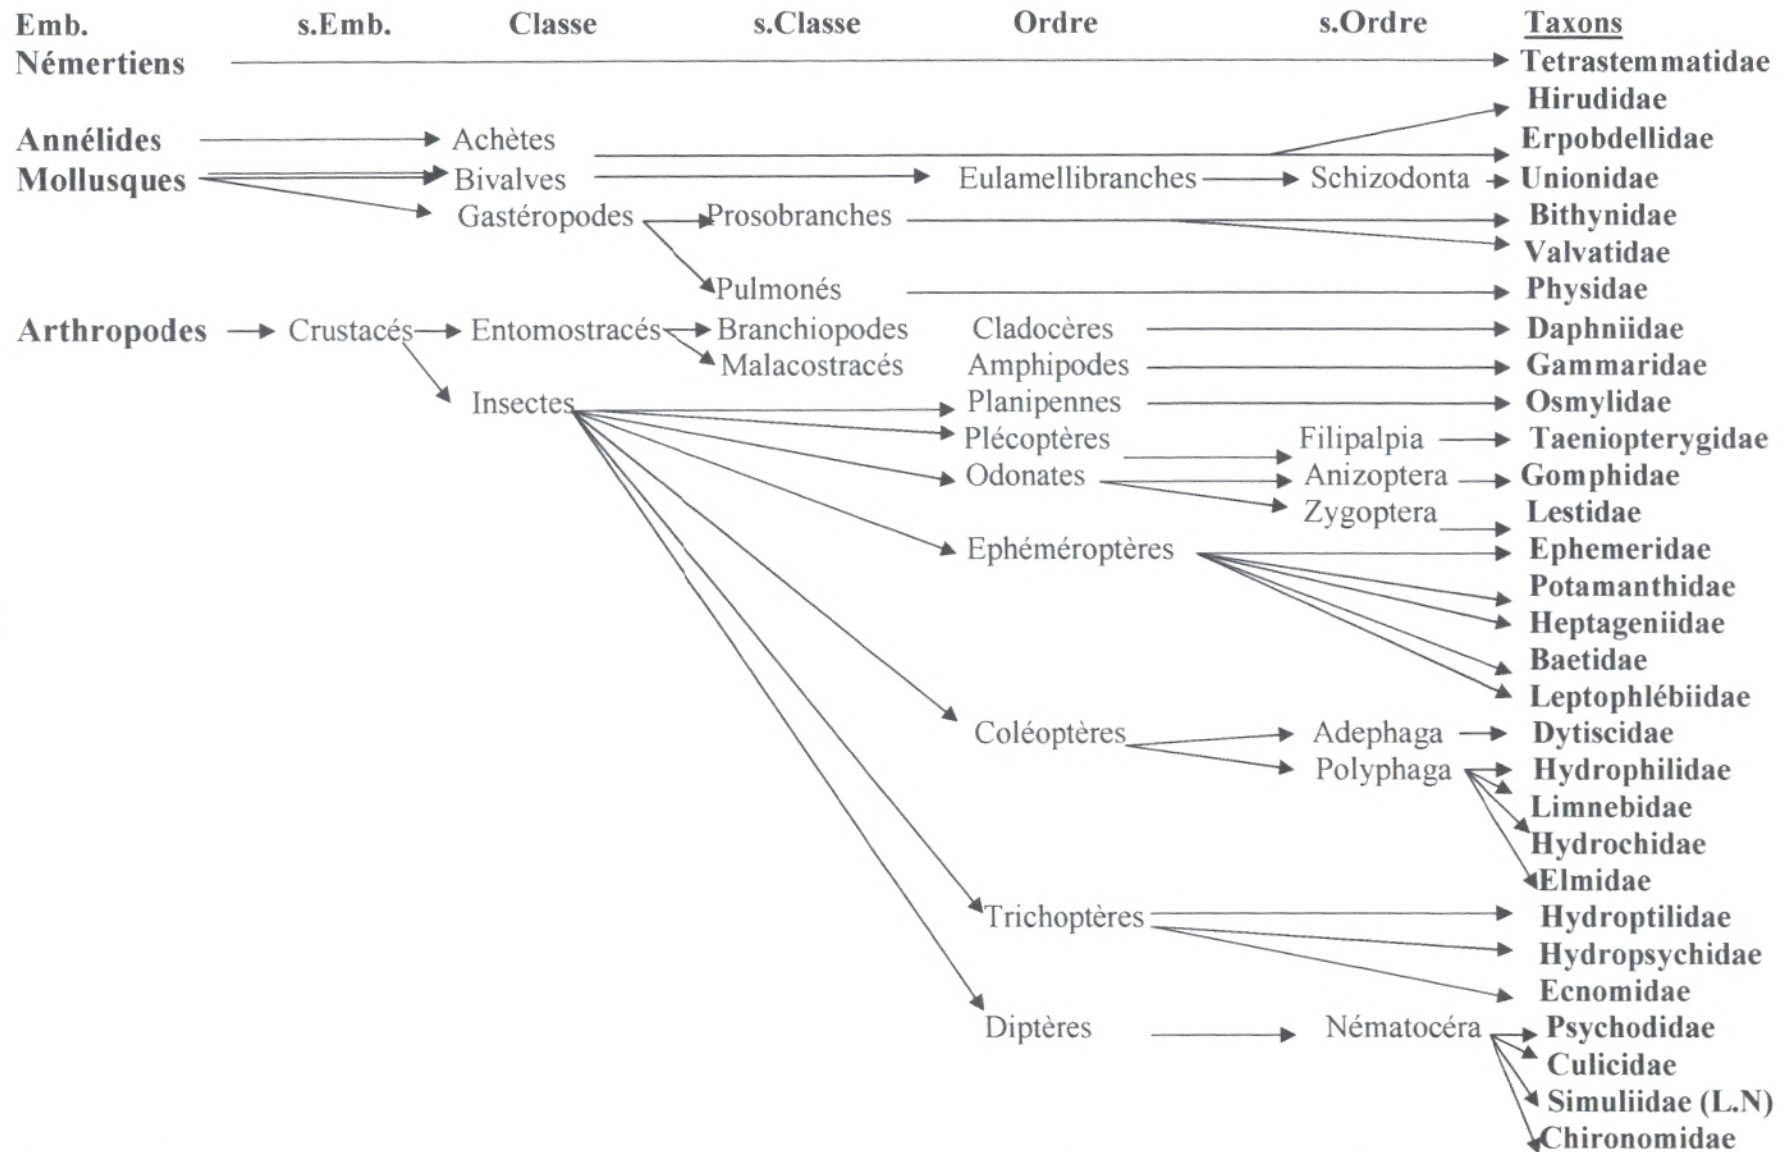 Emb. s.Emb. Classe s.Classe Ordre s.Ordre Taxons
Némertiens Tetrastemmatidae
Hirudidae
Annélides Achètes Erpobdellidae
Mollusques Bivalves Eulamellibranches Schizodonta Unionidae
Gastéropodes Prosobranches Bithynidae
Valvatidae
Pulmonés Physidae
Arthropodes Crustacés Entomostracés Branchiopodes Cladocères Daphniidae
Malacostracés Amphipodes Gammaridae
Insectes Planipennes Osmylidae
Plécoptères Filipalpia Taeniopterygidae
Odonates Anizoptera Gomphidae
Zygoptera Lestidae
Ephéméroptères Ephemeridae
Potamanthidae
Heptageniidae
Baetidae
Leptophlébiidae
Coléoptères Adephaga Dytiscidae
Polyphaga Hydrophilidae
Limnebidae
Hydrochidae
Elmidae
Trichoptères Hydroptilidae
Hydropsychidae
Ecnomidae
Diptères Nématocéra Psychodidae
Culicidae
Simuliidae (L.N)
Chironomidae